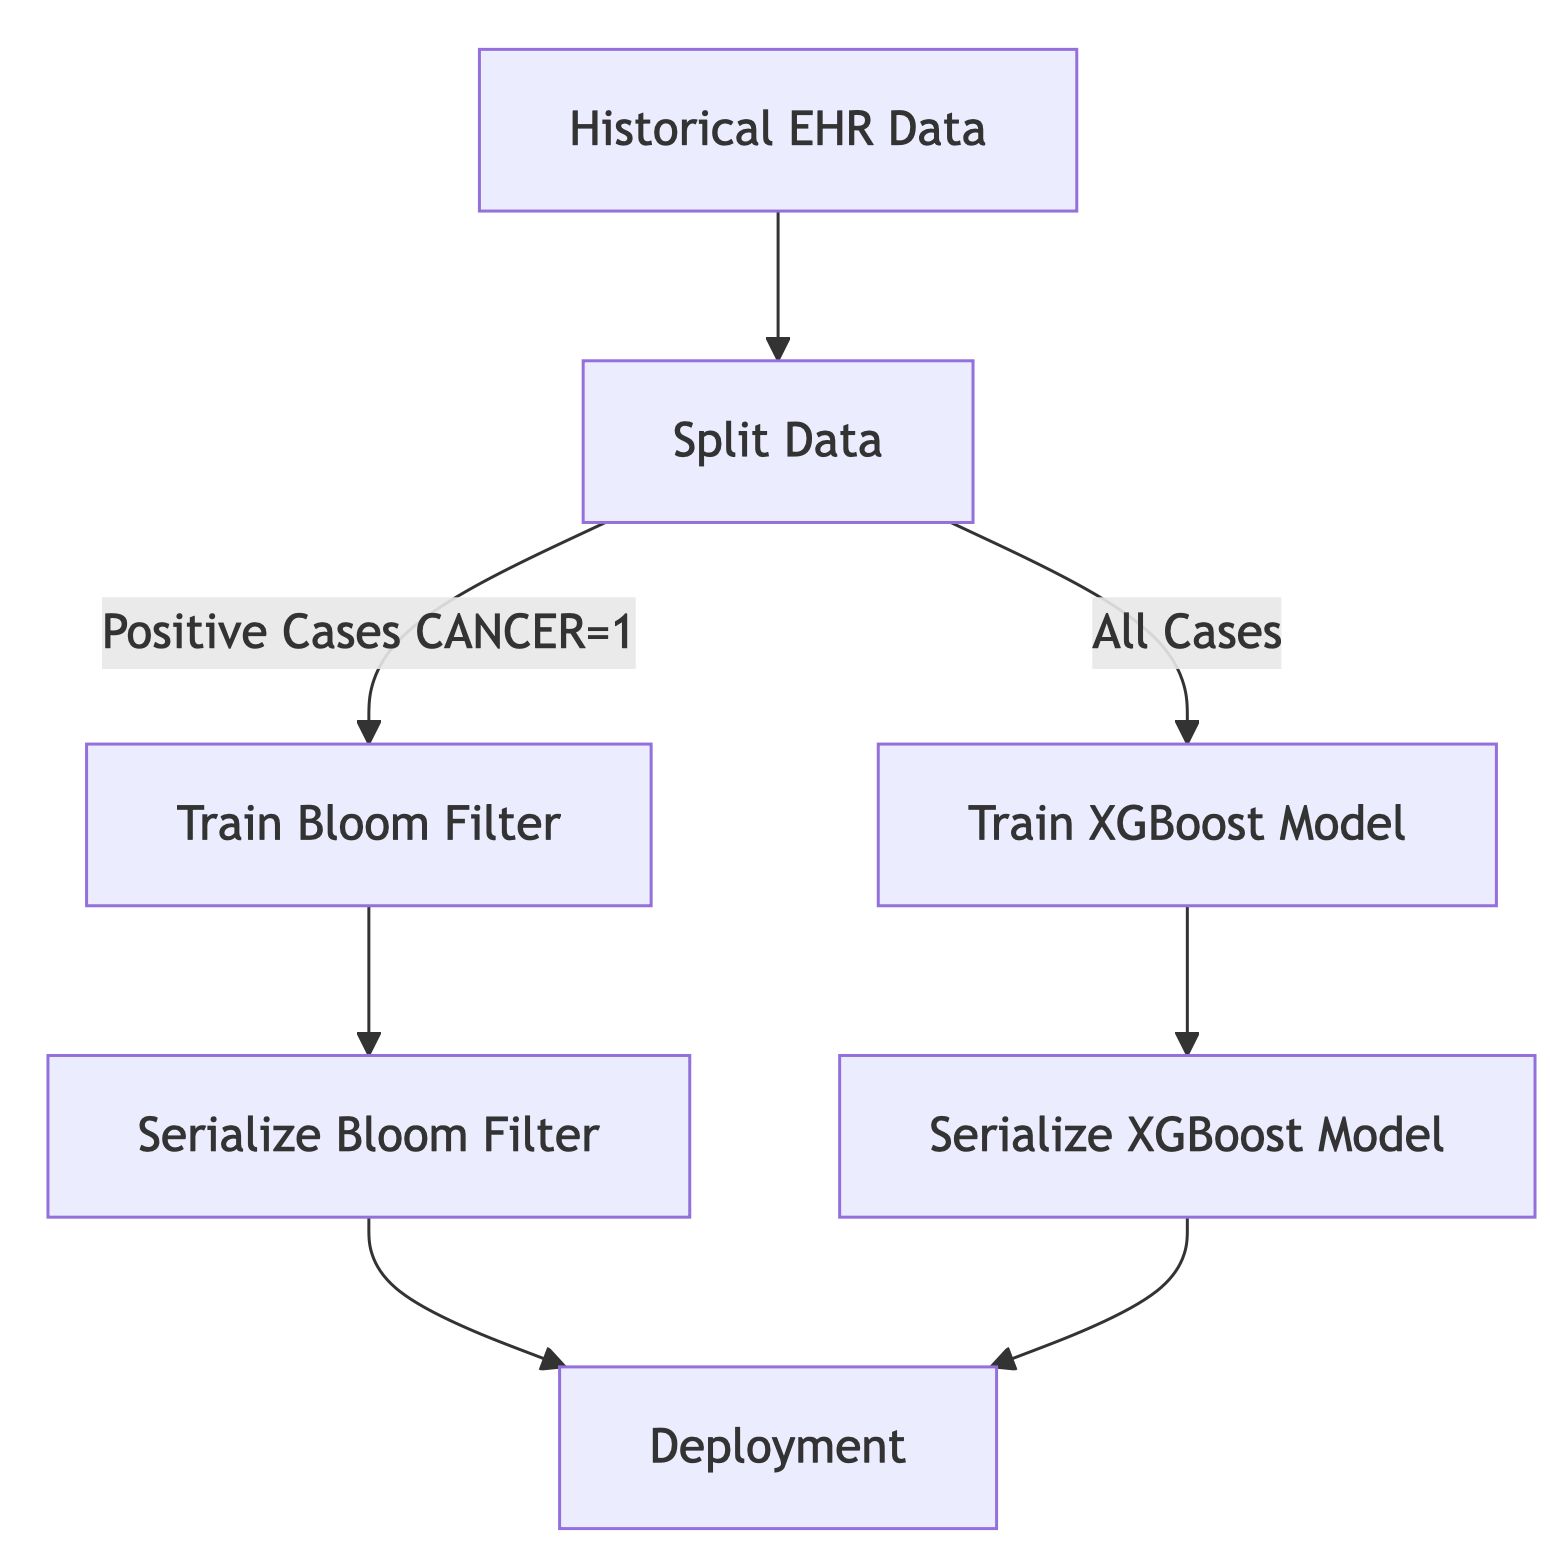 Historical EHR Data
Split Data
Positive Cases CANCER=1
All Cases
Train Bloom Filter
Train XGBoost Model
Serialize Bloom Filter
Serialize XGBoost Model
Deployment